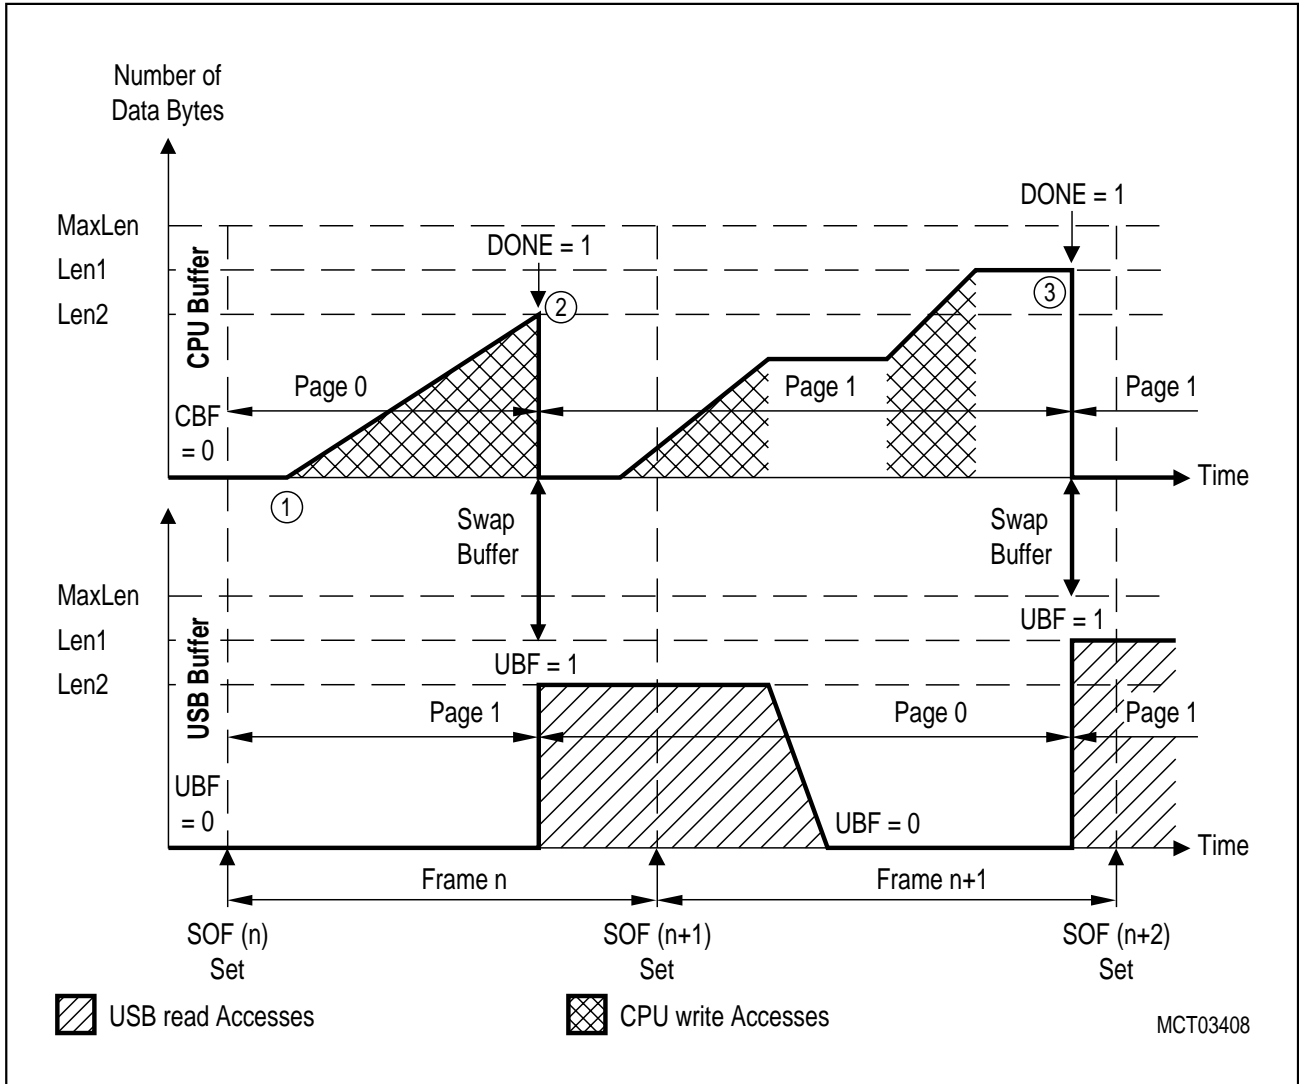 Number of
Data Bytes
DONE = 1
MaxLen
DONE = 1
Len1
CPU Buffer
Len2
2
3
Page 0
Page 1
Page 1
CBF
= 0
Time
1
Swap
Buffer
Swap
Buffer
MaxLen
UBF = 1
Len1
USB Buffer
UBF = 1
Len2
Page 1
Page 0
Page 1
UBF
= 0
UBF = 0
Time
Frame n
Frame n+1
SOF (n)
Set
SOF (n+1)
Set
SOF (n+2)
Set
USB read Accesses
CPU write Accesses
MCT03408